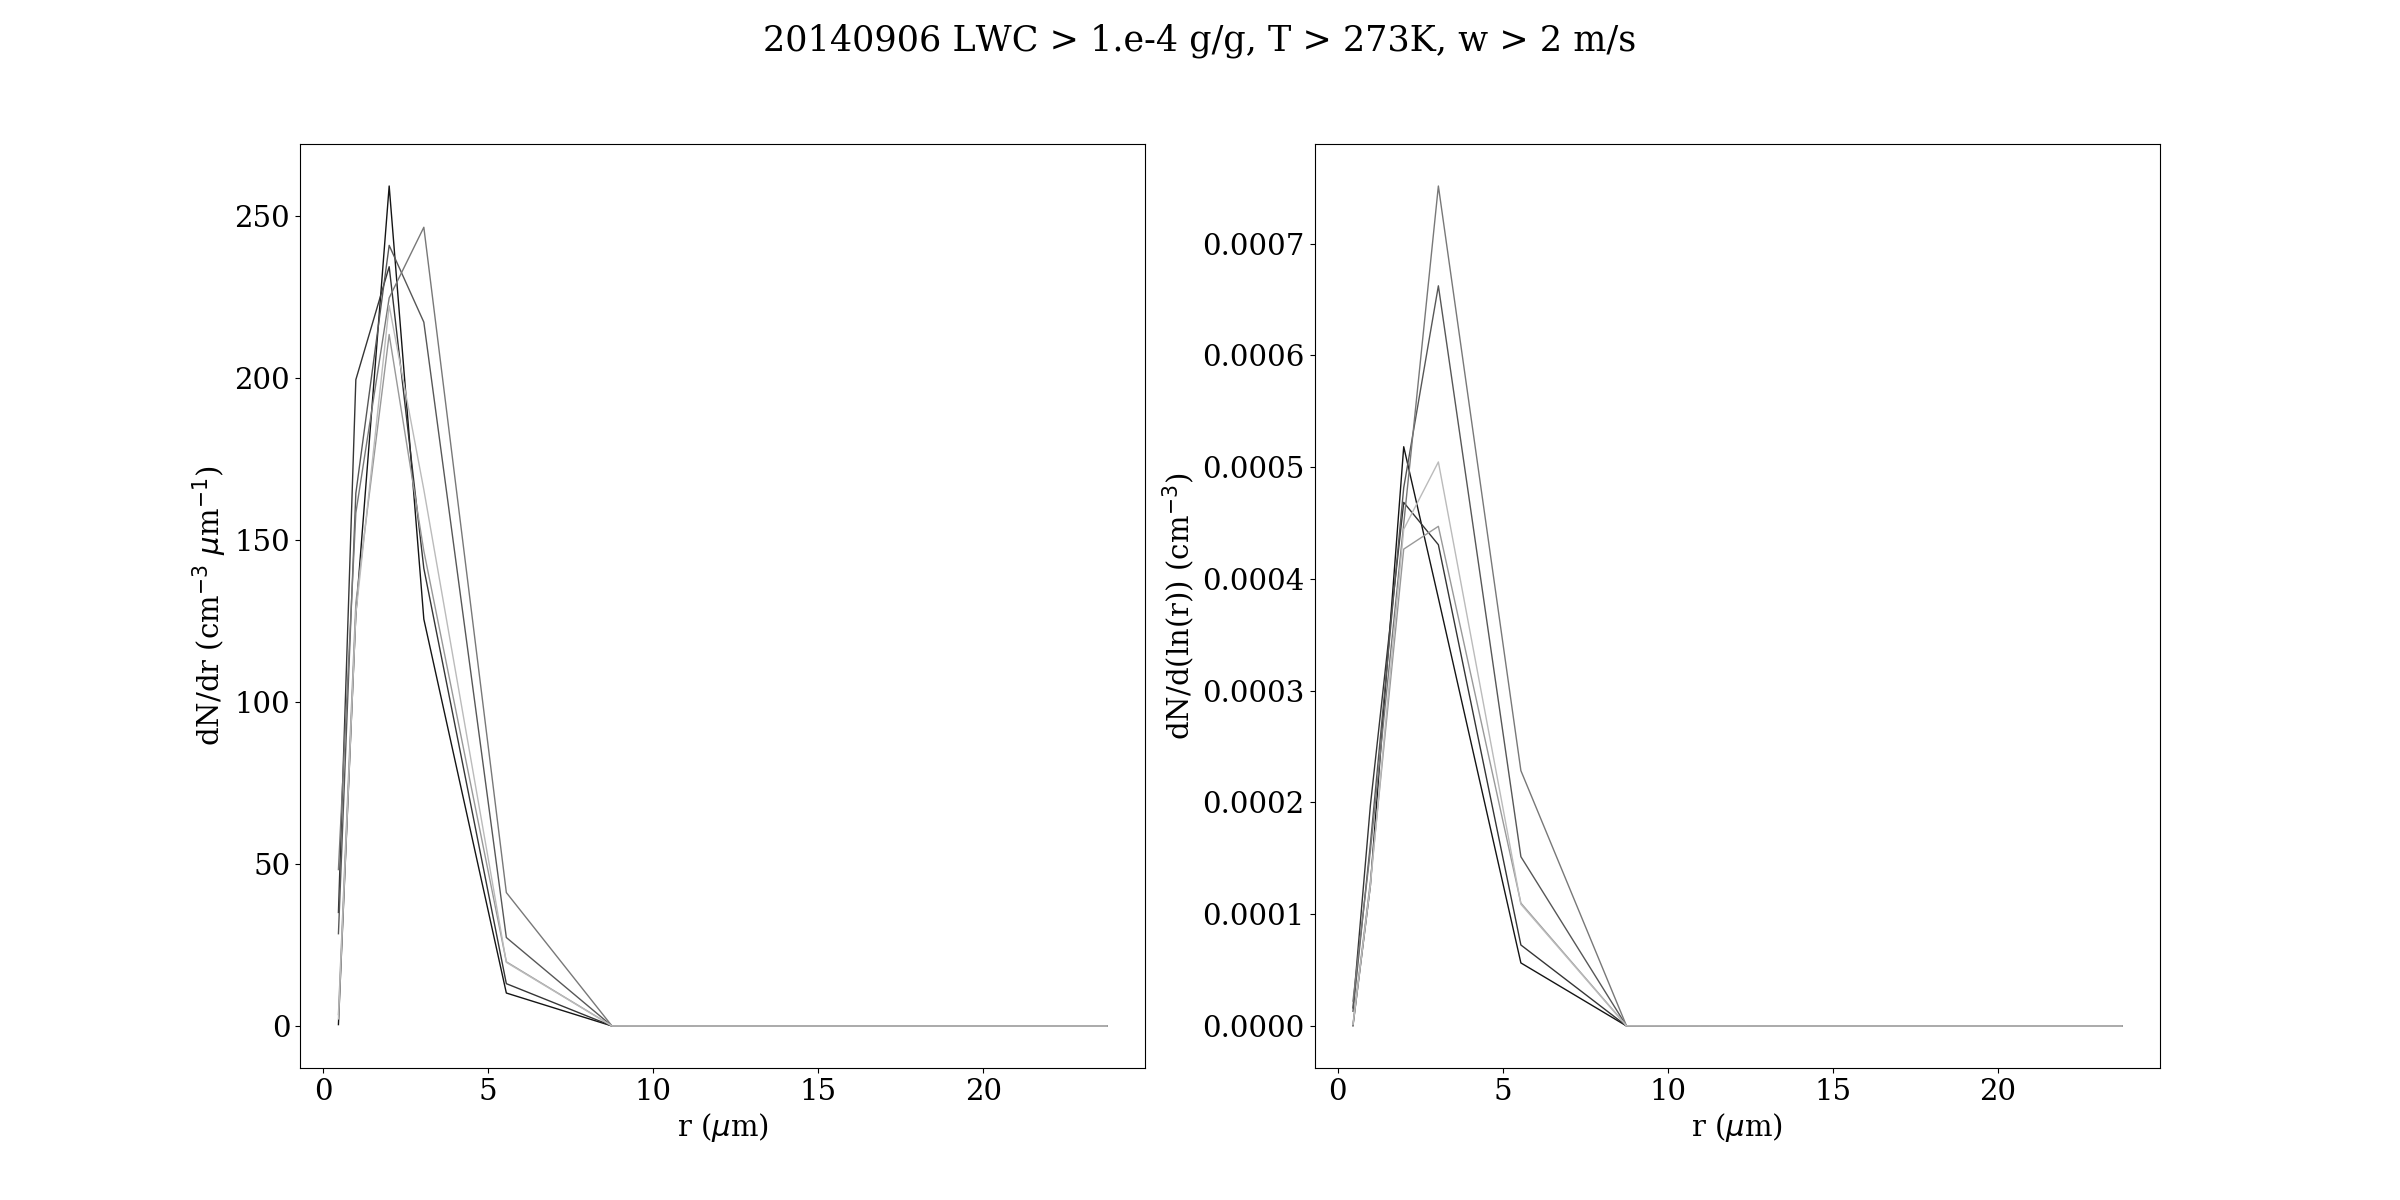 20140906 LWC > 1.e-4 g/g, T > 273K, w > 2 m/s
dN/dr (cm⁻³ μm⁻¹)
250
200
150
100
50
0
0 5 10 15 20
r (μm)
dN/d(ln(r)) (cm⁻³)
0.0007
0.0006
0.0005
0.0004
0.0003
0.0002
0.0001
0.0000
0 5 10 15 20
r (μm)